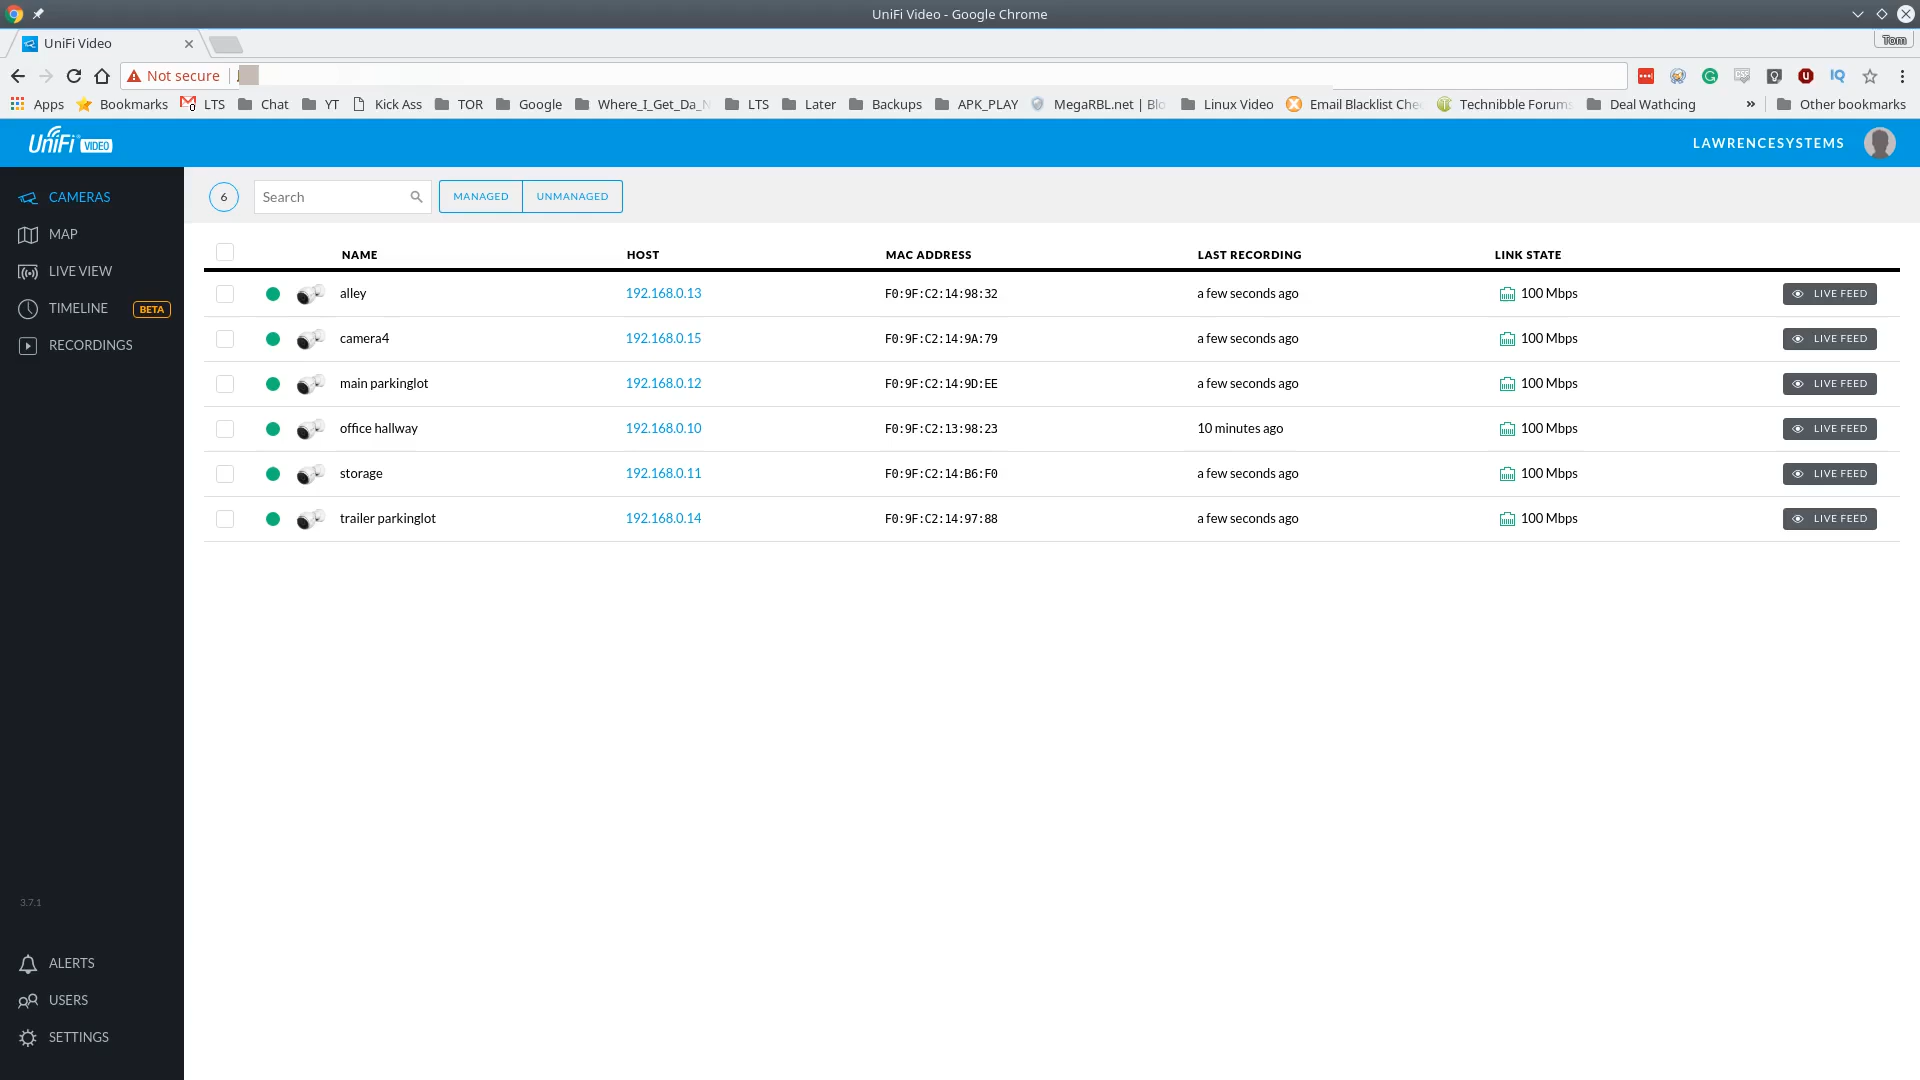 UniFi Video - Google Chrome
UniFi Video
Tom
Not secure
Apps Bookmarks LTS Chat YT Kick Ass TOR Google Where_I_Get_Da_N LTS Later Backups APK_PLAY MegaRBL.net | Blo Linux Video Email Blacklist Chec Technibble Forums Deal Wathcing » Other bookmarks
UniFi VIDEO
LAWRENCESYSTEMS
CAMERAS
MAP
LIVE VIEW
TIMELINE BETA
RECORDINGS
3.7.1
ALERTS
USERS
SETTINGS
6 Search MANAGED UNMANAGED
NAME HOST MAC ADDRESS LAST RECORDING LINK STATE
alley 192.168.0.13 F0:9F:C2:14:98:32 a few seconds ago 100 Mbps LIVE FEED
camera4 192.168.0.15 F0:9F:C2:14:9A:79 a few seconds ago 100 Mbps LIVE FEED
main parkinglot 192.168.0.12 F0:9F:C2:14:9D:EE a few seconds ago 100 Mbps LIVE FEED
office hallway 192.168.0.10 F0:9F:C2:13:98:23 10 minutes ago 100 Mbps LIVE FEED
storage 192.168.0.11 F0:9F:C2:14:B6:F0 a few seconds ago 100 Mbps LIVE FEED
trailer parkinglot 192.168.0.14 F0:9F:C2:14:97:88 a few seconds ago 100 Mbps LIVE FEED